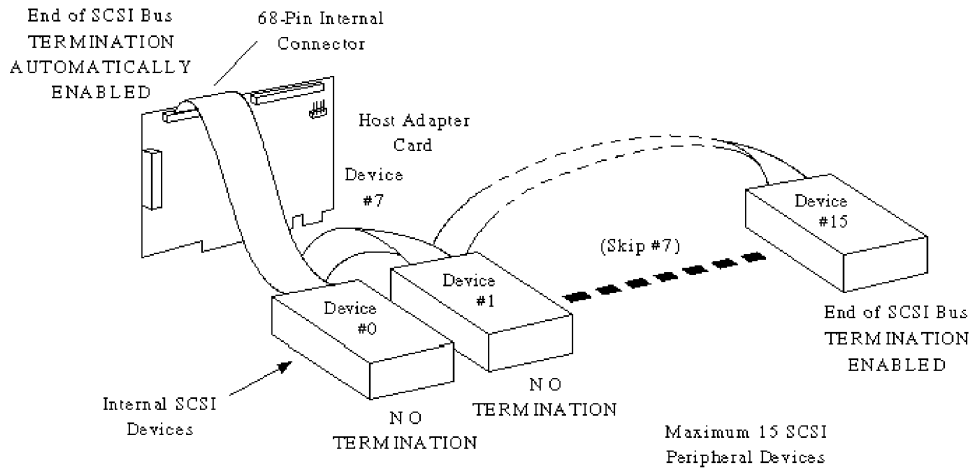 End of SCSI Bus
TERMINATION
AUTOMATICALLY
ENABLED
68-Pin Internal
Connector
Host Adapter
Card
Device
#7
Device
#15
(Skip #7)
Device
#1
Device
#0
End of SCSI Bus
TERMINATION
ENABLED
Internal SCSI
Devices
NO
TERMINATION
NO
TERMINATION
Maximum 15 SCSI
Peripheral Devices